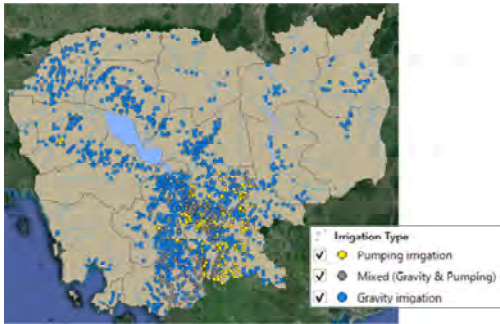 Irrigation Type
Pumping irrigation
Mixed (Gravity & Pumping)
Gravity irrigation